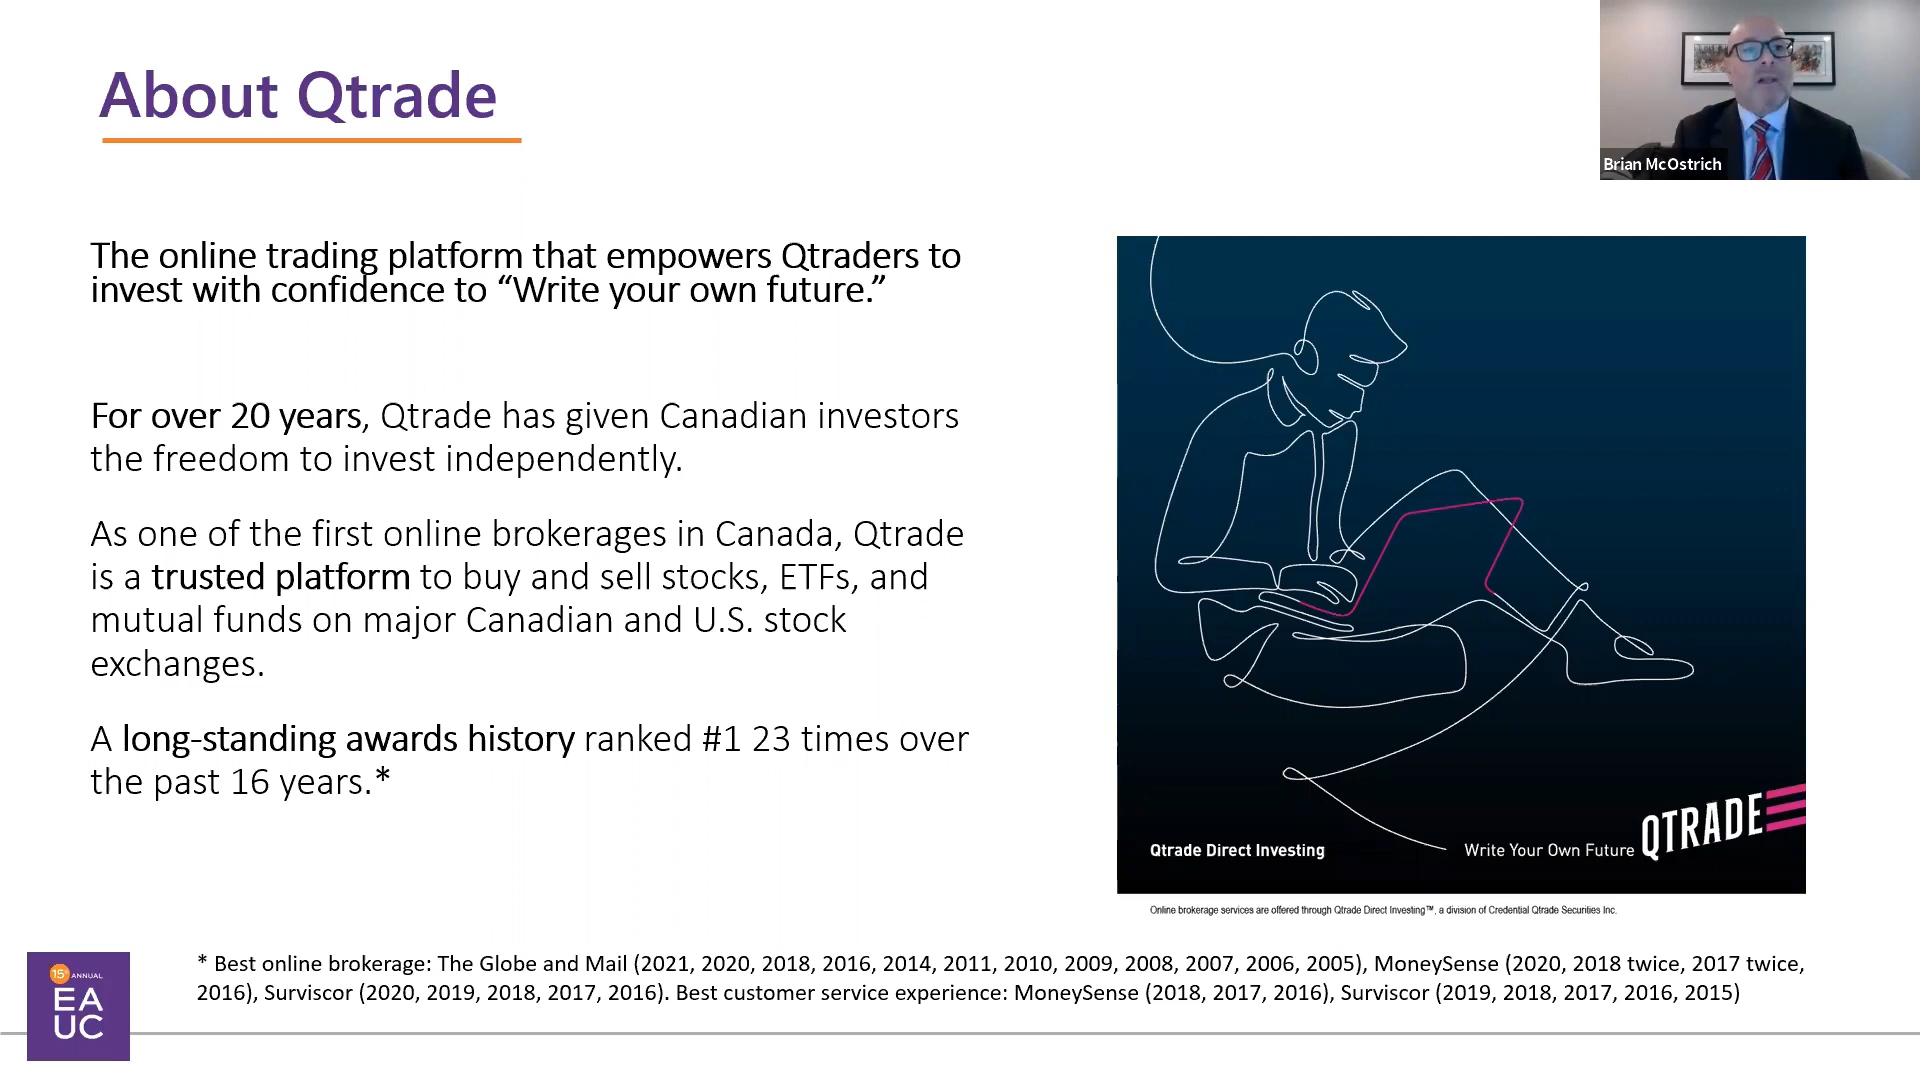 About Qtrade
Brian McOstrich
The online trading platform that empowers Qtraders to
invest with confidence to “Write your own future.”
For over 20 years, Qtrade has given Canadian investors
the freedom to invest independently.
As one of the first online brokerages in Canada, Qtrade
is a trusted platform to buy and sell stocks, ETFs, and
mutual funds on major Canadian and U.S. stock
exchanges.
A long-standing awards history ranked #1 23 times over
the past 16 years.*
Qtrade Direct Investing
Write Your Own Future
QTRADE
Online brokerage services are offered through Qtrade Direct Investing™, a division of Credential Qtrade Securities Inc.
* Best online brokerage: The Globe and Mail (2021, 2020, 2018, 2016, 2014, 2011, 2010, 2009, 2008, 2007, 2006, 2005), MoneySense (2020, 2018 twice, 2017 twice,
2016), Surviscor (2020, 2019, 2018, 2017, 2016). Best customer service experience: MoneySense (2018, 2017, 2016), Surviscor (2019, 2018, 2017, 2016, 2015)
15th ANNUAL
EA
UC